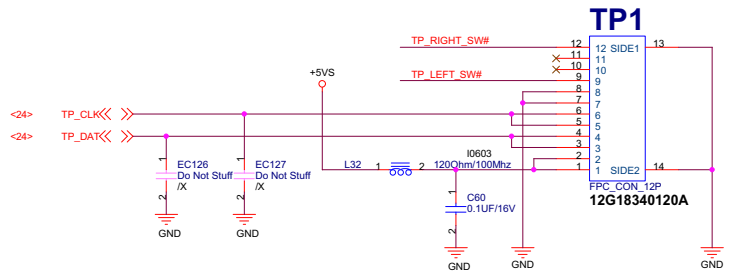 TP1
TP_RIGHT_SW#
12 12 SIDE1 13
11 11
10 10
+5VS
TP_LEFT_SW#
9 9
8 8
7 7
<24> TP_CLK
6 6
5 5
<24> TP_DAT
4 4
3 3
I0603
2 2
EC126
Do Not Stuff
/X
1
2
EC127
Do Not Stuff
/X
1
2
L32 1 2 120Ohm/100Mhz
1 1 SIDE2 14
FPC_CON_12P
12G18340120A
1
C60
0.1UF/16V
2
GND
GND
GND
GND
GND